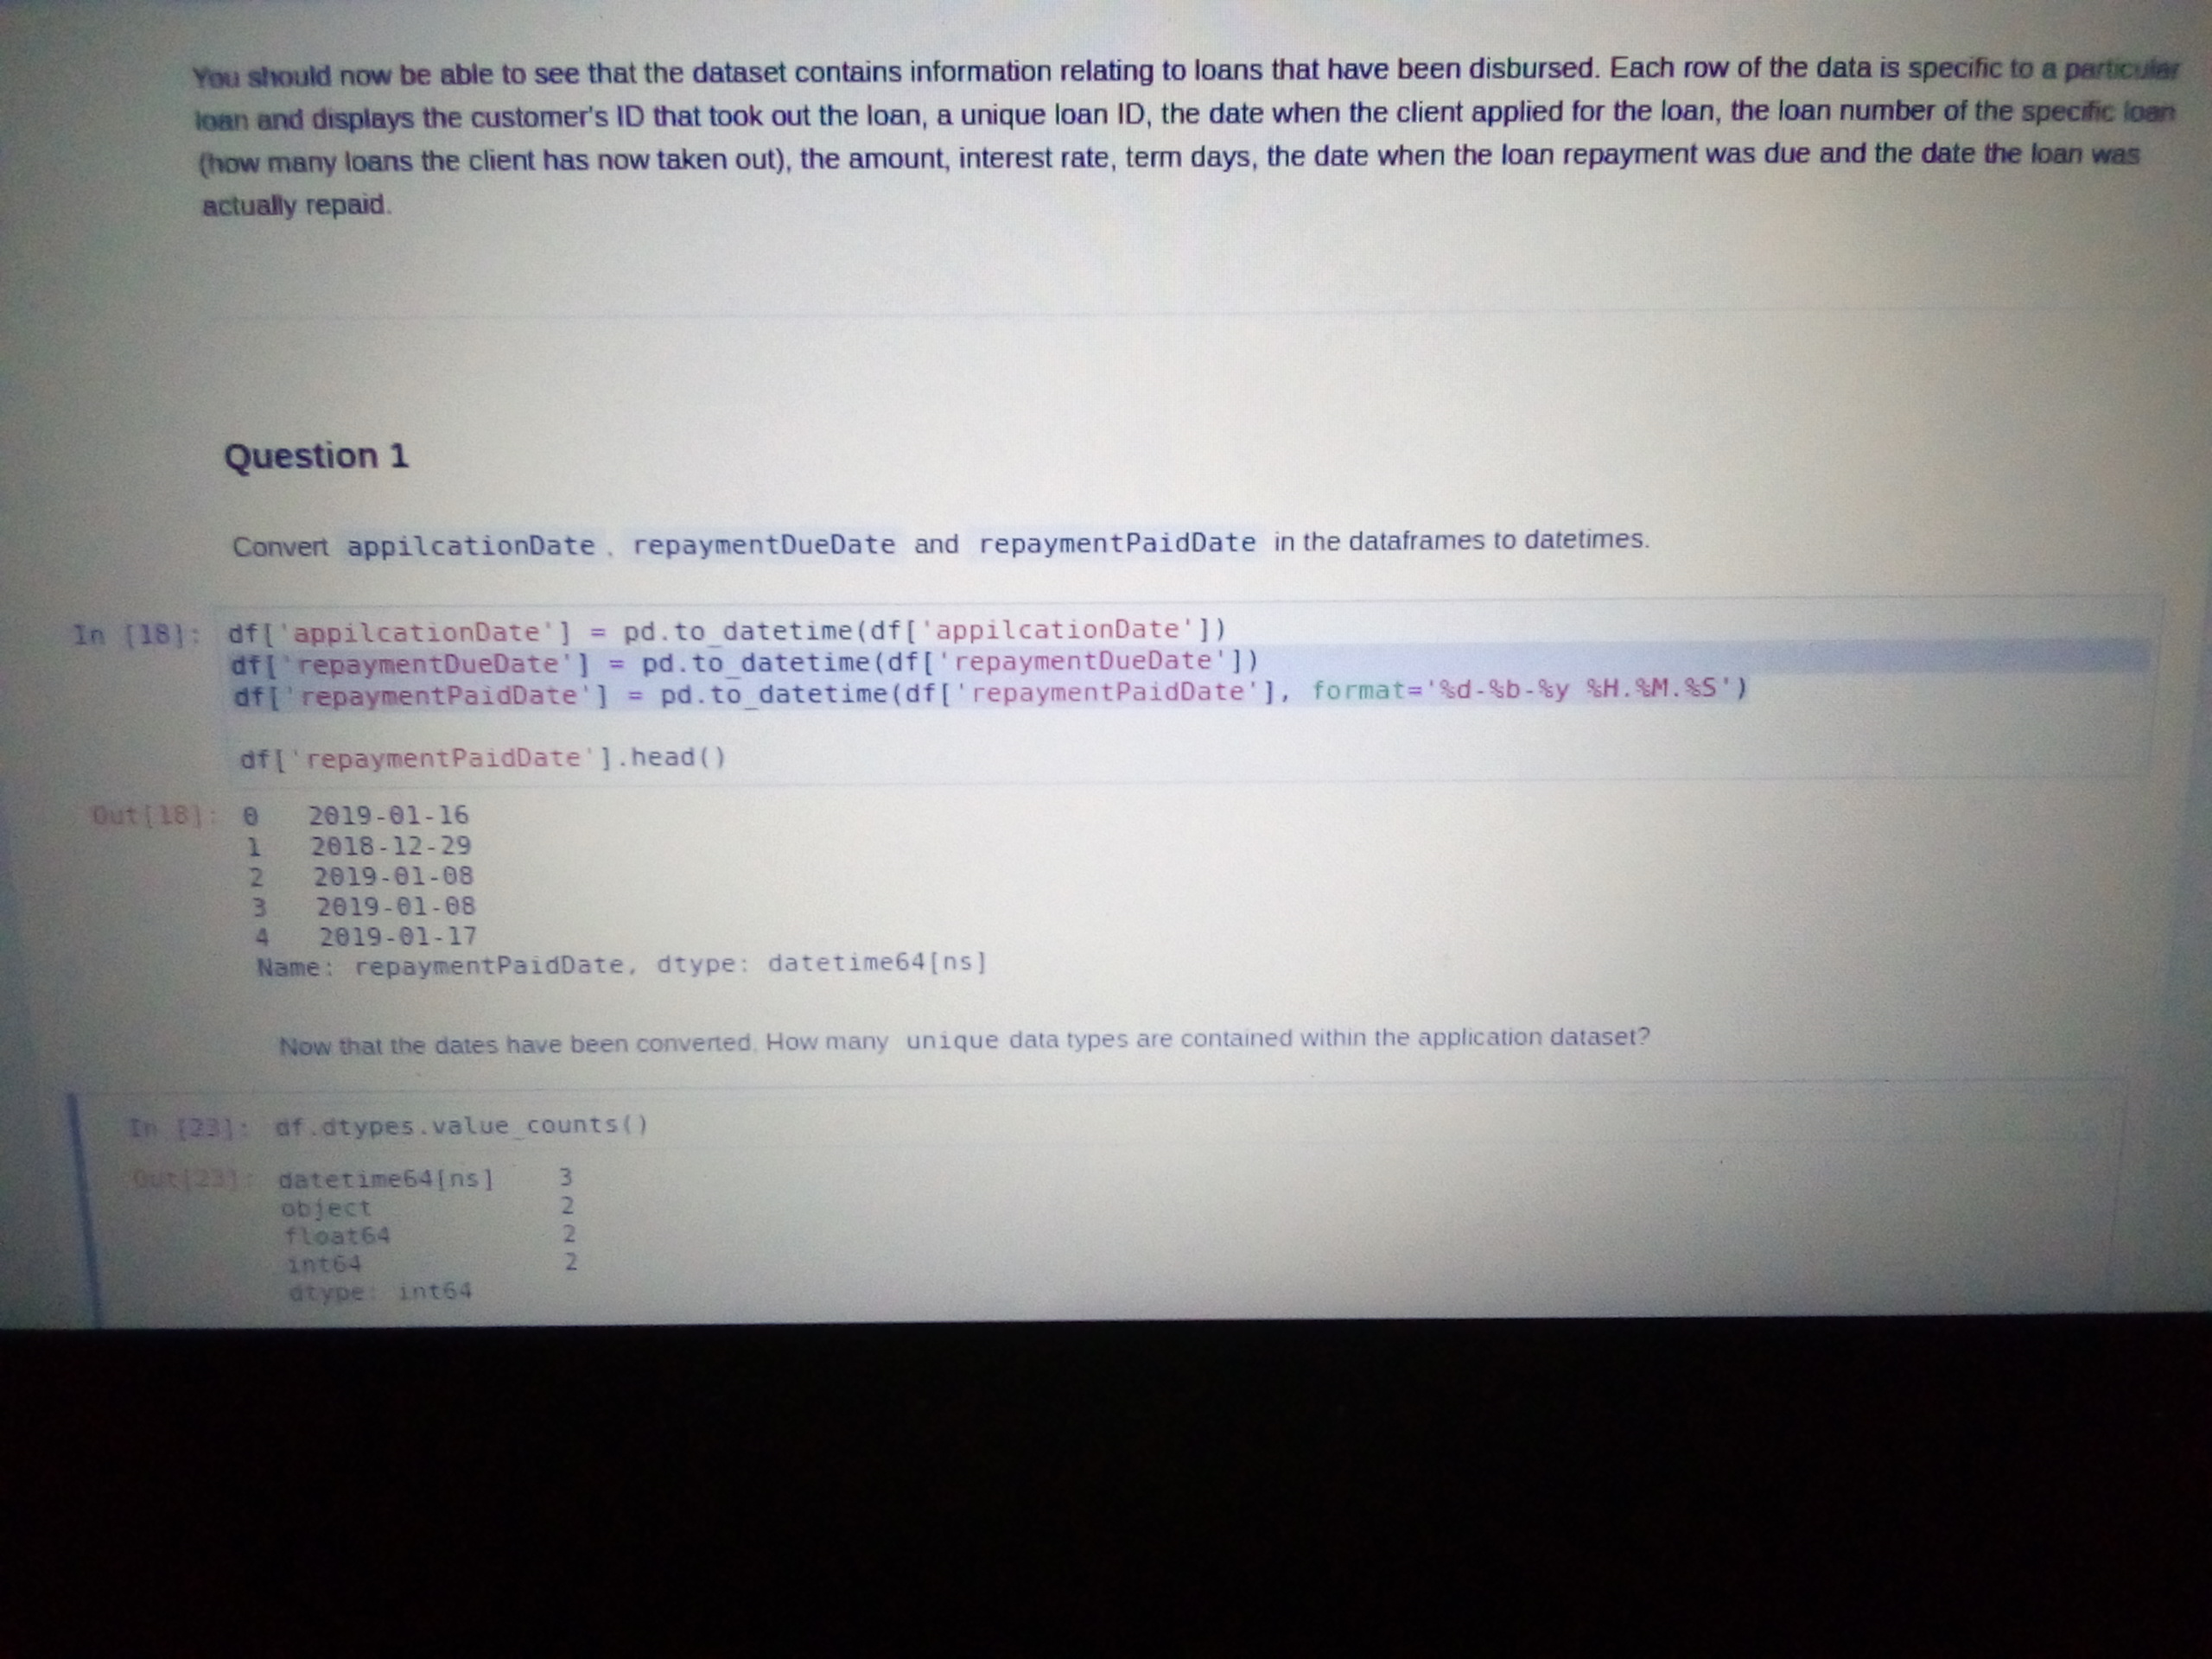 You should now be able to see that the dataset contains information relating to loans that have been disbursed. Each row of the data is specific to a particular
loan and displays the customer's ID that took out the loan, a unique loan ID, the date when the client applied for the loan, the loan number of the specific loan
(how many loans the client has now taken out), the amount, interest rate, term days, the date when the loan repayment was due and the date the loan was
actually repaid.
Question 1
Convert appilcationDate , repaymentDueDate and repaymentPaidDate in the dataframes to datetimes.
In [18]: df['appilcationDate'] = pd.to_datetime(df['appilcationDate'])
df['repaymentDueDate'] = pd.to_datetime(df['repaymentDueDate'])
df['repaymentPaidDate'] = pd.to_datetime(df['repaymentPaidDate'], format='%d-%b-%y %H.%M.%S')
df['repaymentPaidDate'].head()
Out[18]: 0 2019-01-16
1 2018-12-29
2 2019-01-08
3 2019-01-08
4 2019-01-17
Name: repaymentPaidDate, dtype: datetime64[ns]
Now that the dates have been converted. How many unique data types are contained within the application dataset?
In [23]: df.dtypes.value_counts()
Out[23]: datetime64[ns] 3
object 2
float64 2
int64 2
dtype: int64